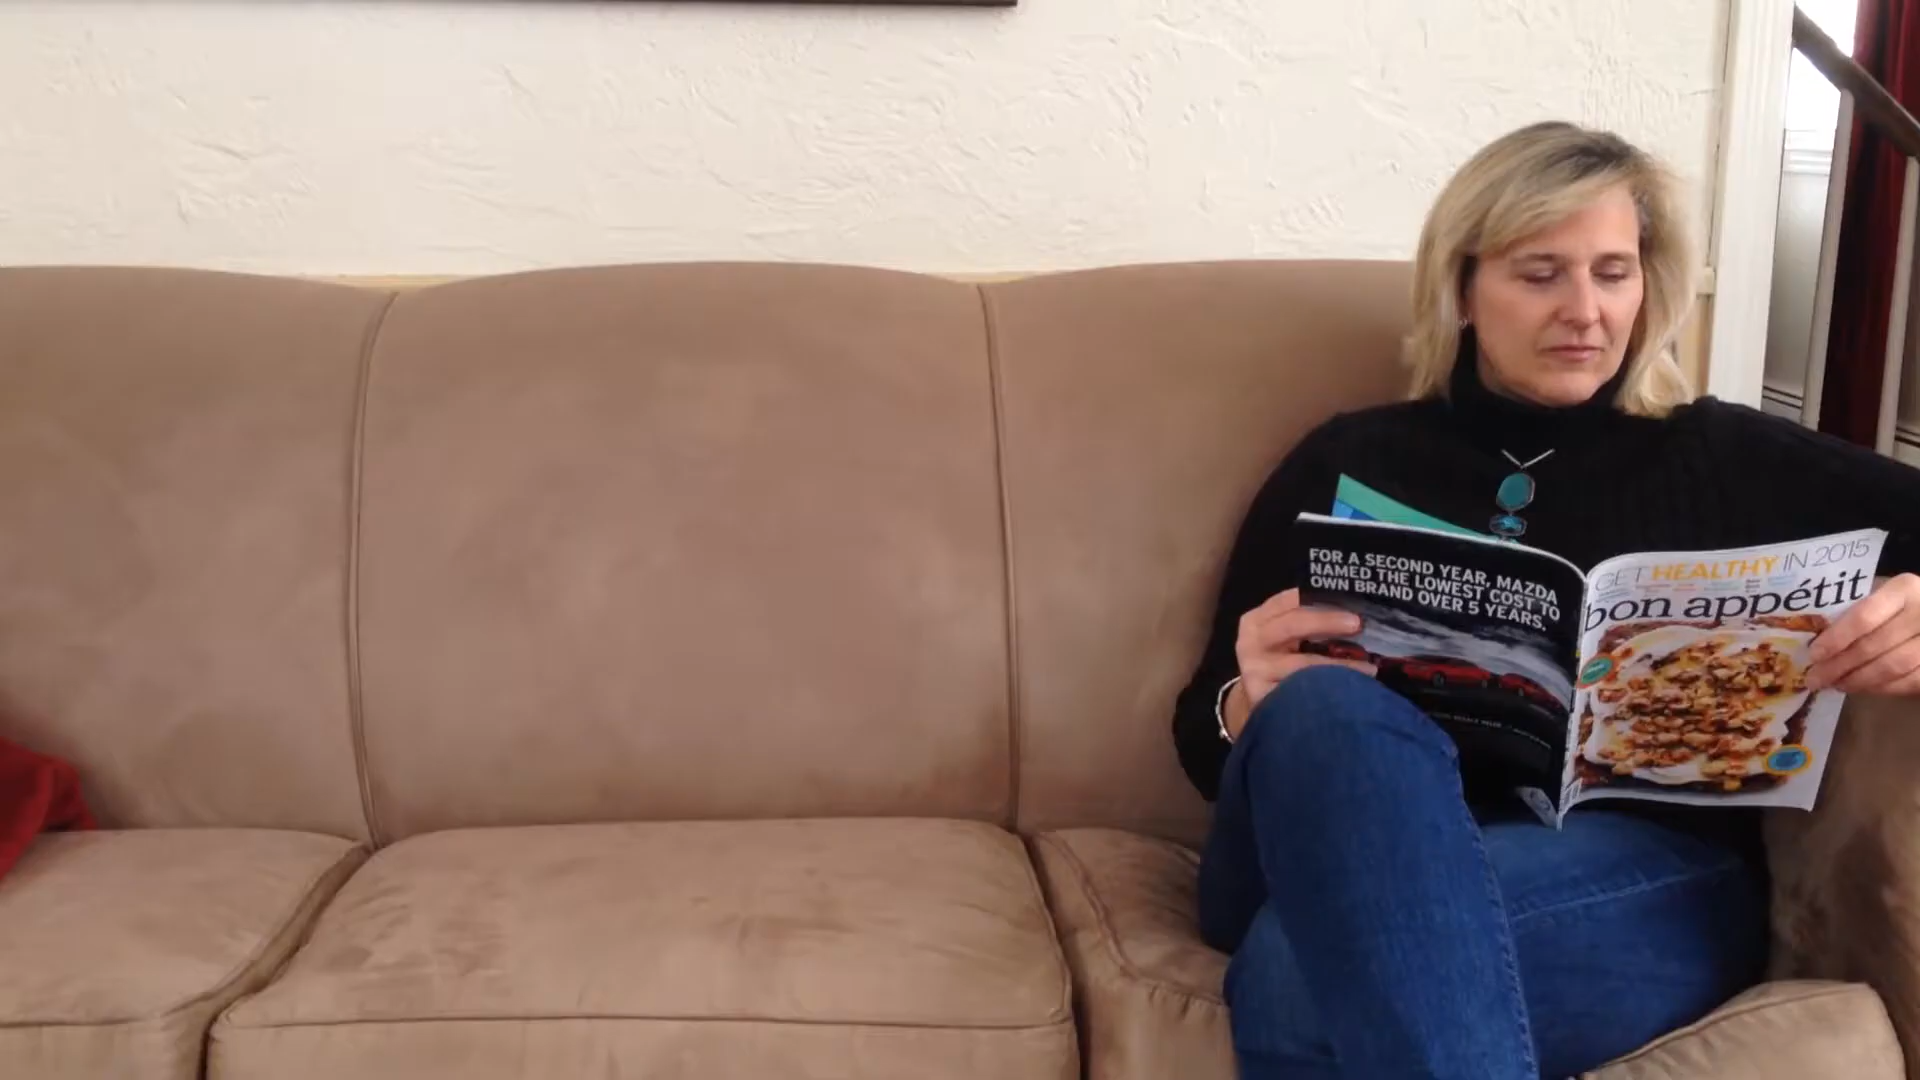 FOR A SECOND YEAR, MAZDA
NAMED THE LOWEST COST TO
OWN BRAND OVER 5 YEARS.
GET HEALTHY IN 2015
bon appétit